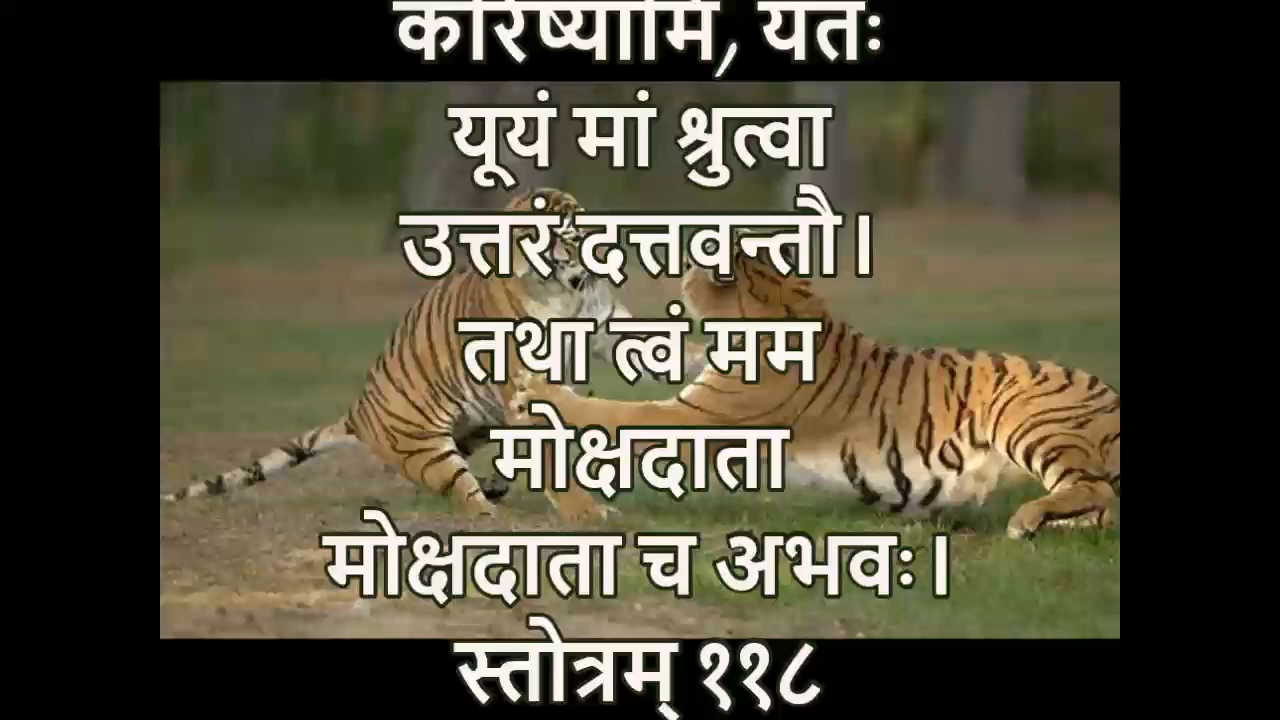 करिष्यामि, यतः
यूयं मां श्रुत्वा
उत्तरं दत्तवन्तौ।
तथा त्वं मम
मोक्षदाता
मोक्षदाता च अभवः।
स्तोत्रम् ११८